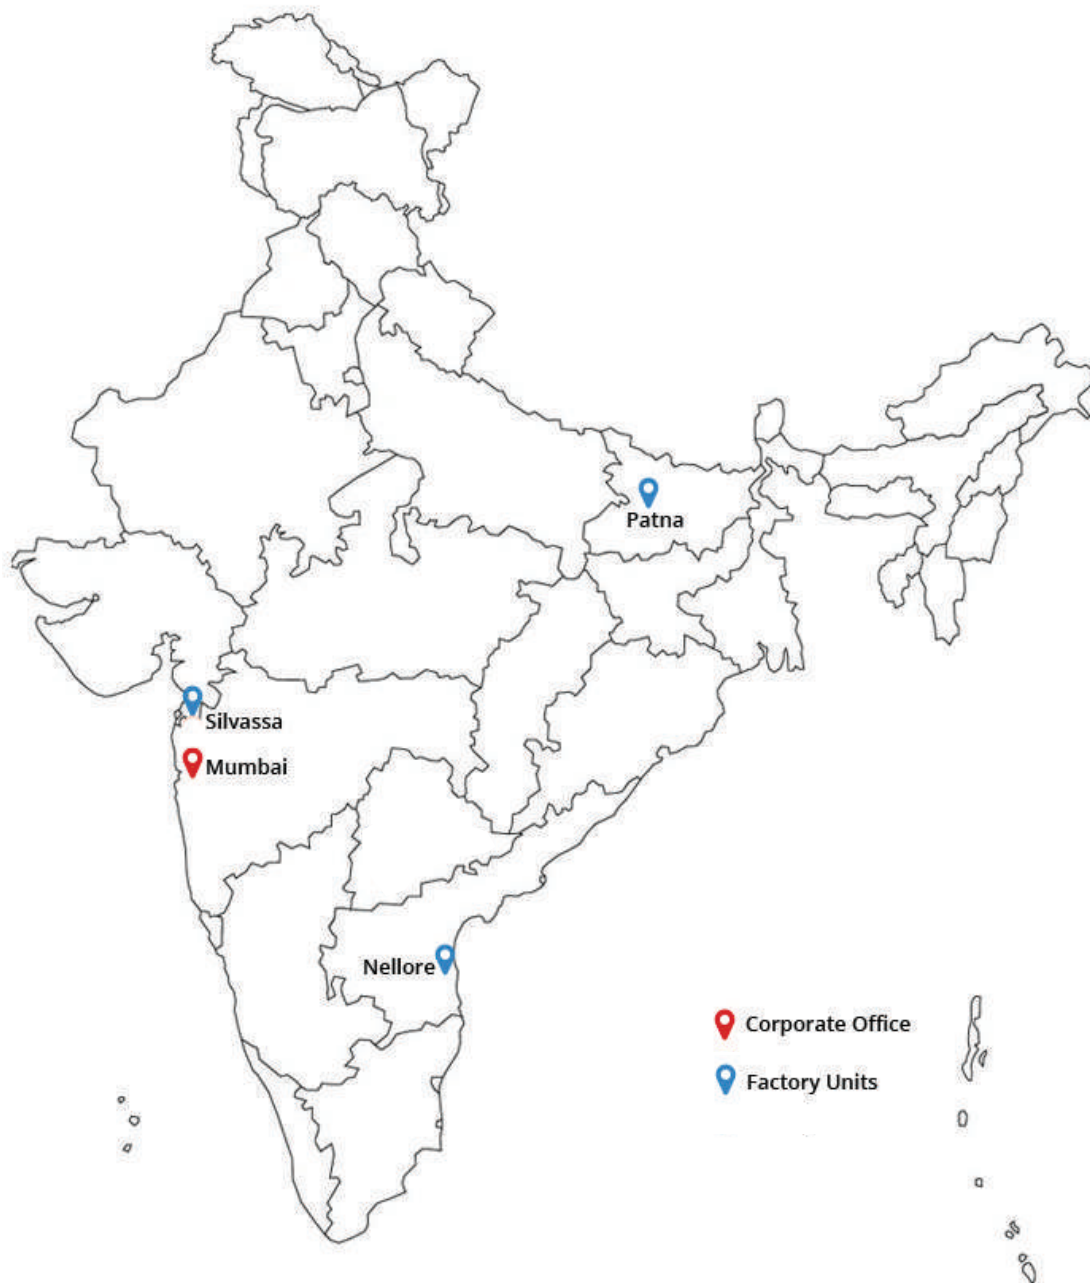 Patna
Silvassa
Mumbai
Nellore
Corporate Office
Factory Units